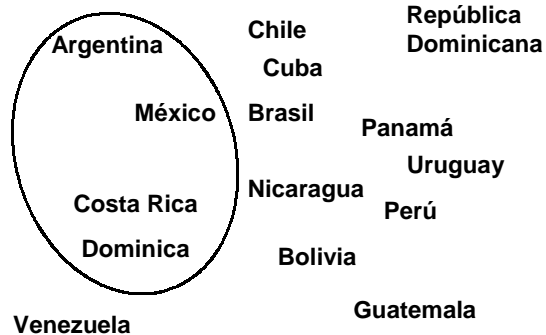 República
Dominicana
Chile
Argentina
Cuba
México
Brasil
Panamá
Uruguay
Nicaragua
Costa Rica
Perú
Dominica
Bolivia
Guatemala
Venezuela